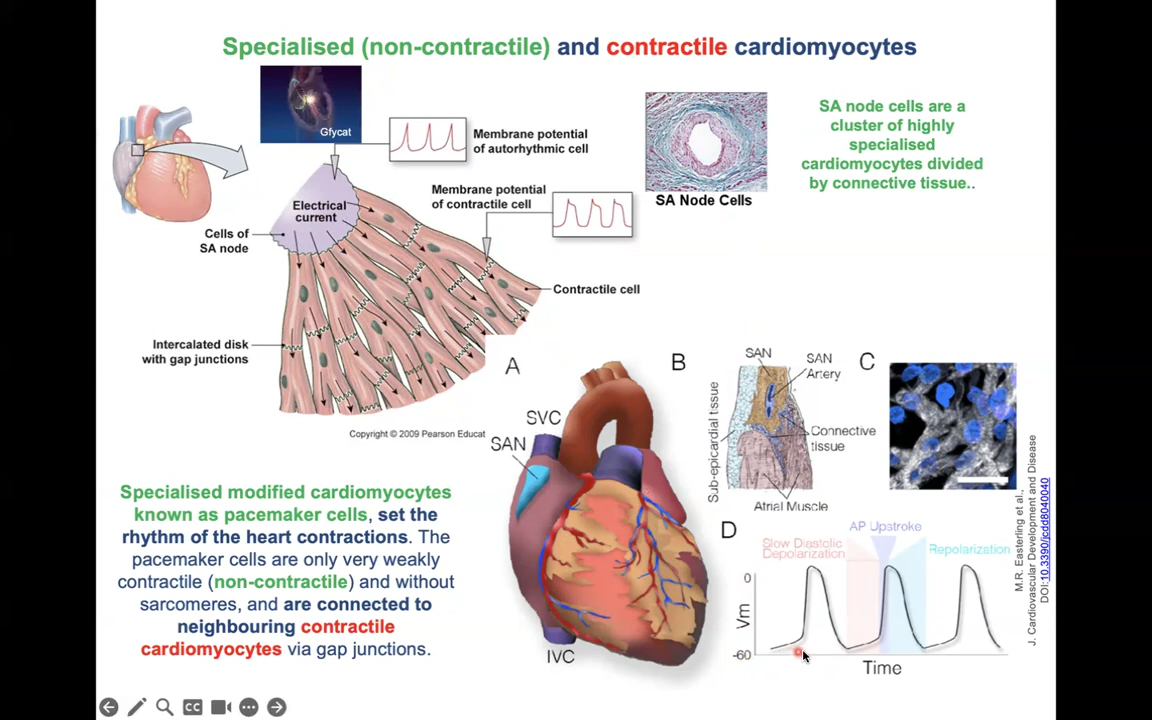 Specialised (non-contractile) and contractile cardiomyocytes
Gfycat
Membrane potential
of autorhythmic cell
Membrane potential
of contractile cell
Electrical
current
Cells of
SA node
Contractile cell
Intercalated disk
with gap junctions
Copyright © 2009 Pearson Educat
SA Node Cells
SA node cells are a
cluster of highly
specialised
cardiomyocytes divided
by connective tissue..
Specialised modified cardiomyocytes
known as pacemaker cells, set the
rhythm of the heart contractions. The
pacemaker cells are only very weakly
contractile (non-contractile) and without
sarcomeres, and are connected to
neighbouring contractile
cardiomyocytes via gap junctions.
A
SVC
SAN
IVC
B
SAN
SAN
Artery
Sub-epicardial tissue
Connective
tissue
Atrial Muscle
C
D
Slow Diastolic
Depolarization
AP Upstroke
Repolarization
0
Vm
-60
Time
M.R. Easterling et al.,
J. Cardiovascular Development and Disease
DOI:10.3390/jcdd8040040
CC